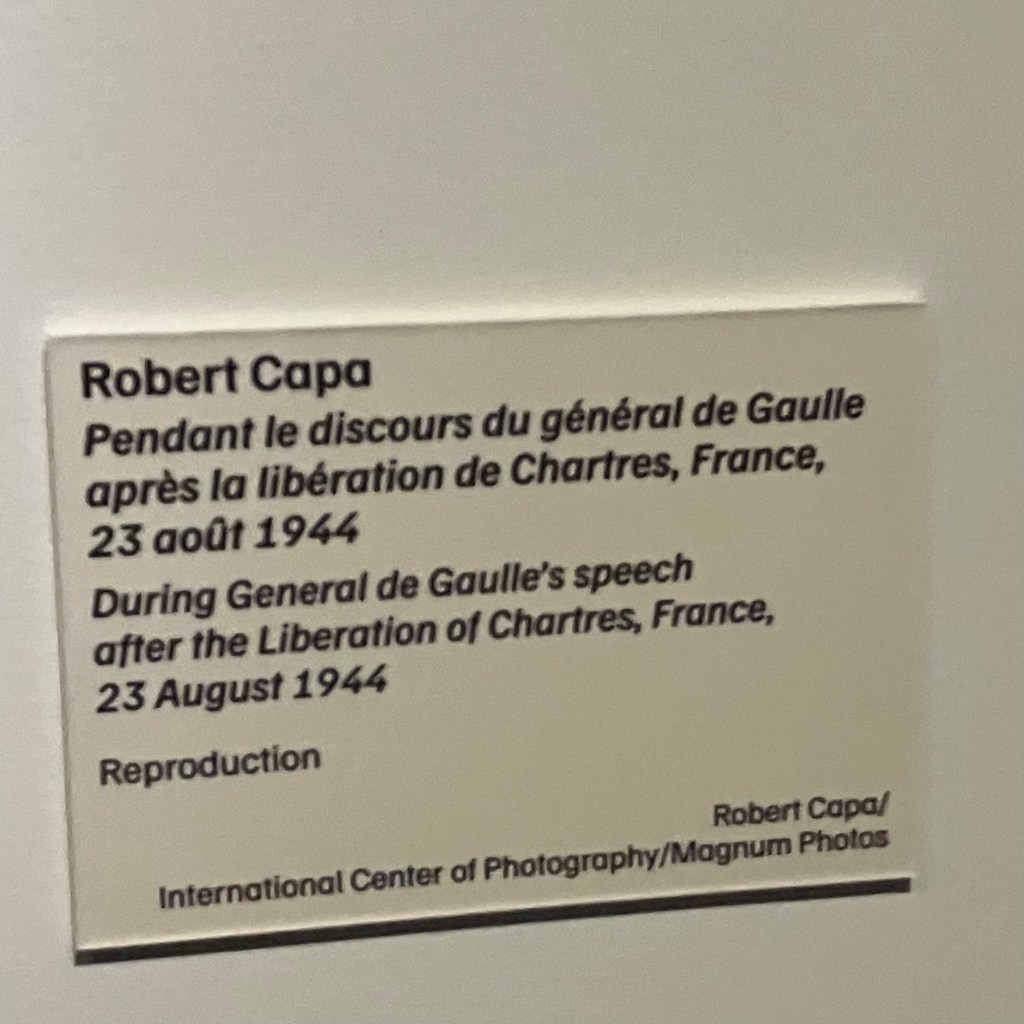 Robert Capa
Pendant le discours du général de Gaulle
après la libération de Chartres, France,
23 août 1944
During General de Gaulle's speech
after the Liberation of Chartres, France,
23 August 1944
Reproduction
Robert Capa/
International Center of Photography/Magnum Photos